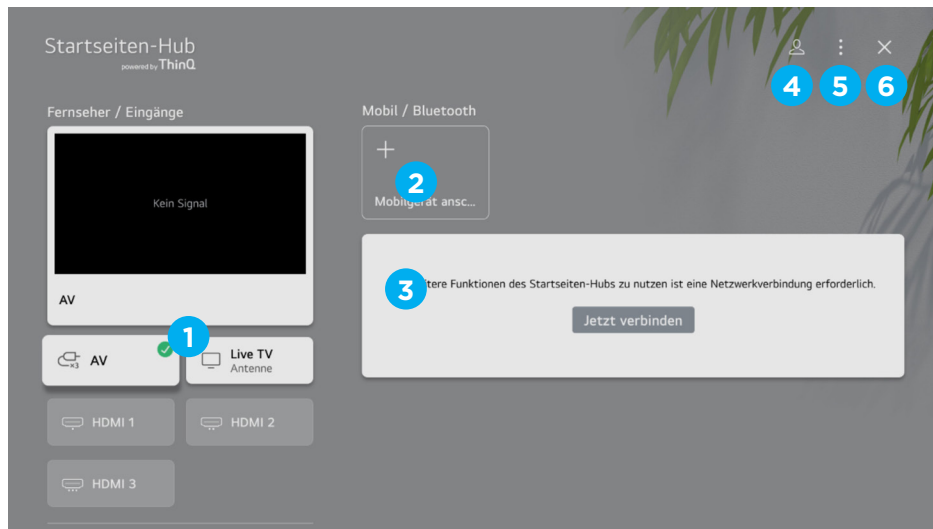 Startseiten-Hub
powered by ThinQ
4 5 6
Fernseher / Eingänge
Mobil / Bluetooth
Kein Signal
2
Mobilgerät ansc...
3
tere Funktionen des Startseiten-Hubs zu nutzen ist eine Netzwerkverbindung erforderlich.
Jetzt verbinden
AV
1
x3 AV
Live TV
Antenne
HDMI 1
HDMI 2
HDMI 3